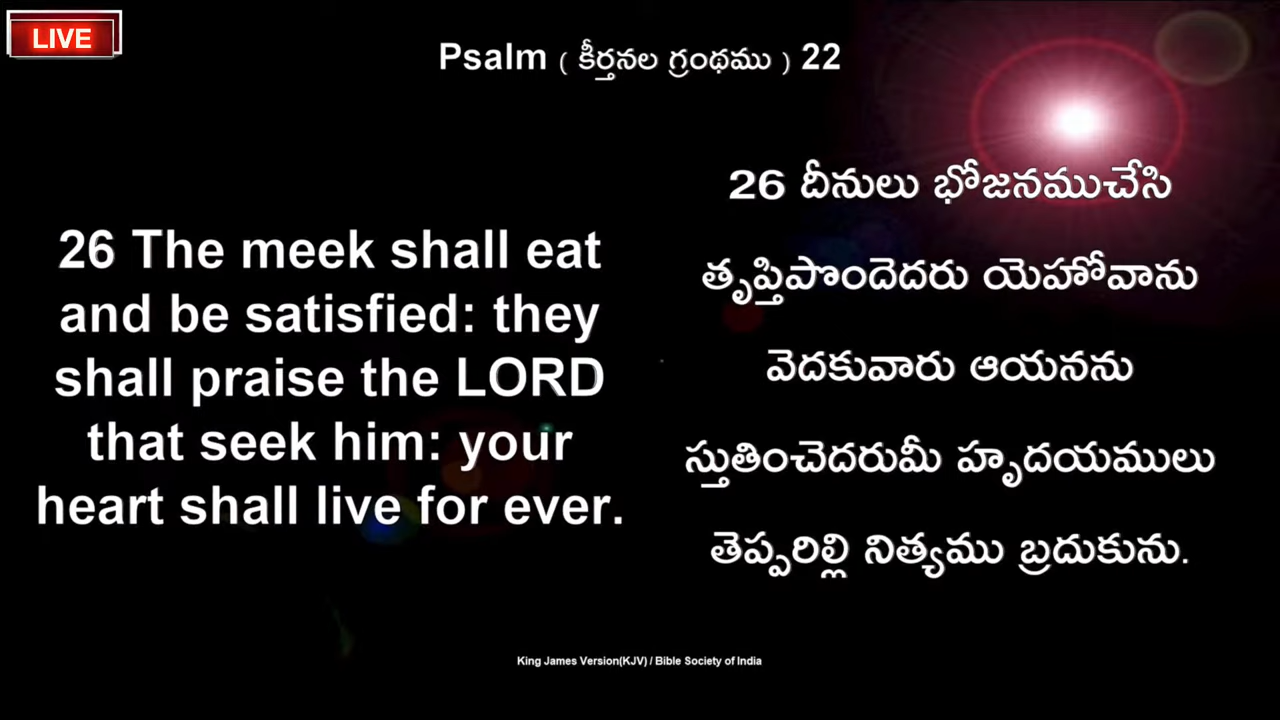 LIVE
Psalm ( కీర్తనల గ్రంథము ) 22
26 The meek shall eat
and be satisfied: they
shall praise the LORD
that seek him: your
heart shall live for ever.
26 దీనులు భోజనముచేసి
తృప్తిపొందెదరు యెహోవాను
వెదకువారు ఆయనను
స్తుతించెదరుమీ హృదయములు
తెప్పరిల్లి నిత్యము బ్రదుకును.
King James Version(KJV) / Bible Society of India